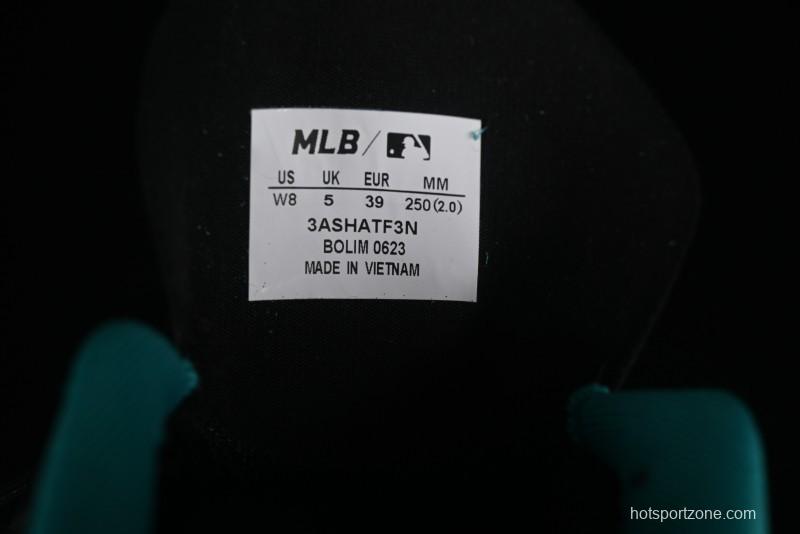 MLB /
US UK EUR MM
W8 5 39 250(2.0)
3ASHATF3N
BOLIM 0623
MADE IN VIETNAM
hotsportzone.com